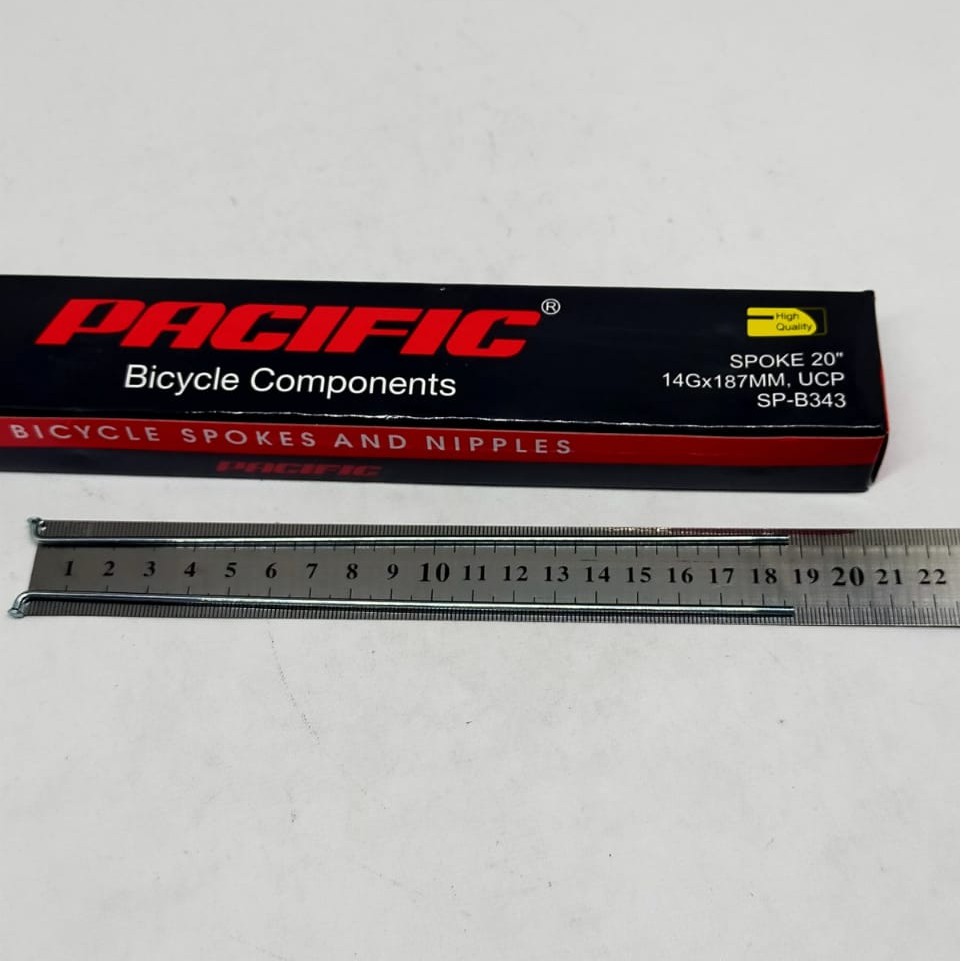 PACIFIC®
Bicycle Components
High
Quality
SPOKE 20"
14Gx187MM, UCP
SP-B343
BICYCLE SPOKES AND NIPPLES
PACIFIC
1 2 3 4 5 6 7 8 9 10 11 12 13 14 15 16 17 18 19 20 21 22